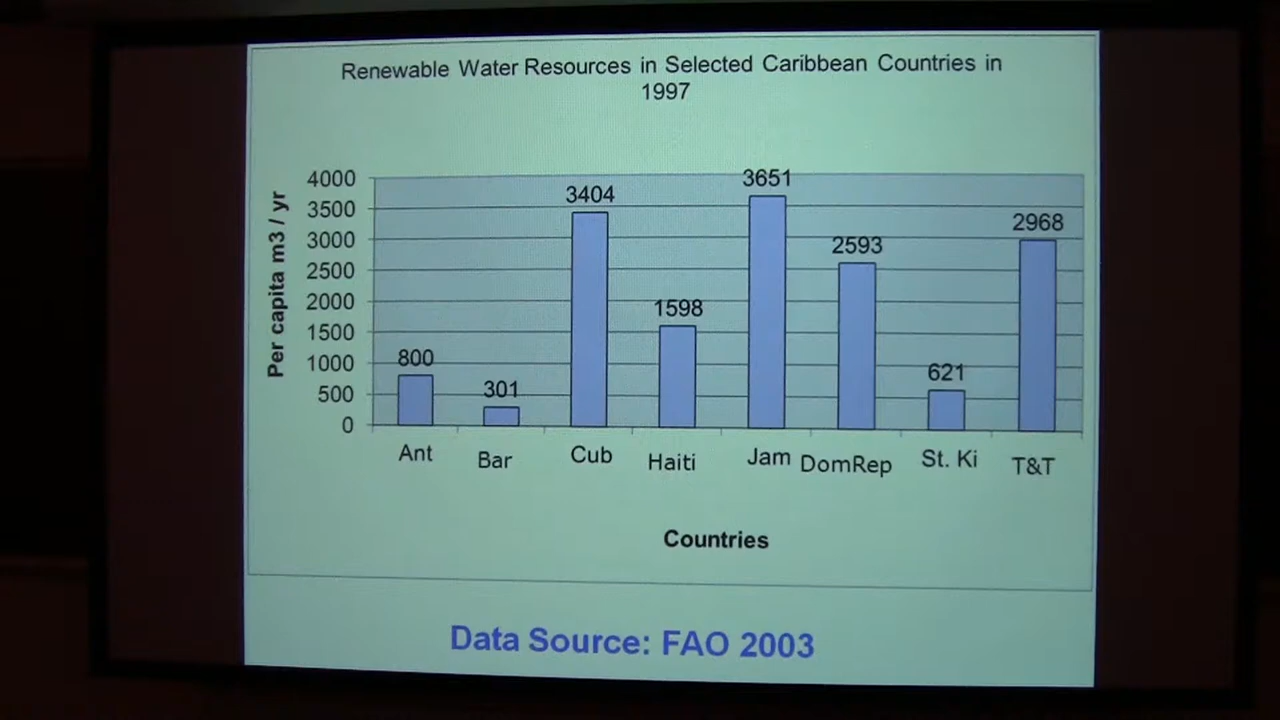 Renewable Water Resources in Selected Caribbean Countries in
1997
Per capita m3 / yr
4000
3500
3000
2500
2000
1500
1000
500
0
800
301
3404
1598
3651
2593
621
2968
Ant
Bar
Cub
Haiti
Jam
DomRep
St. Ki
T&T
Countries
Data Source: FAO 2003